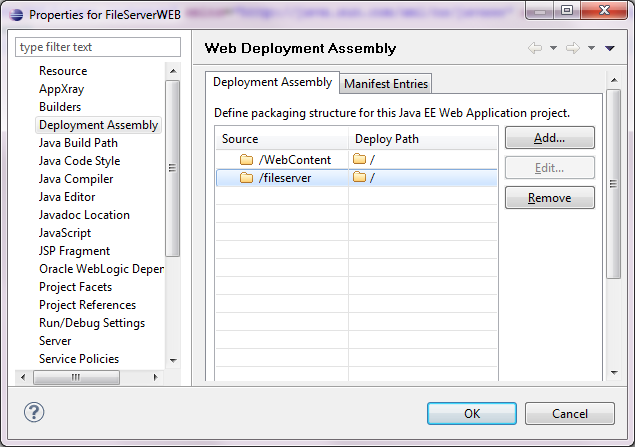 Properties for FileServerWEB
type filter text
Resource
AppXray
Builders
Deployment Assembly
Java Build Path
Java Code Style
Java Compiler
Java Editor
Javadoc Location
JavaScript
JSP Fragment
Oracle WebLogic Deper
Project Facets
Project References
Run/Debug Settings
Server
Service Policies
Web Deployment Assembly
Deployment Assembly Manifest Entries
Define packaging structure for this Java EE Web Application project.
Source Deploy Path
/WebContent /
/fileserver /
Add...
Edit...
Remove
?
OK Cancel